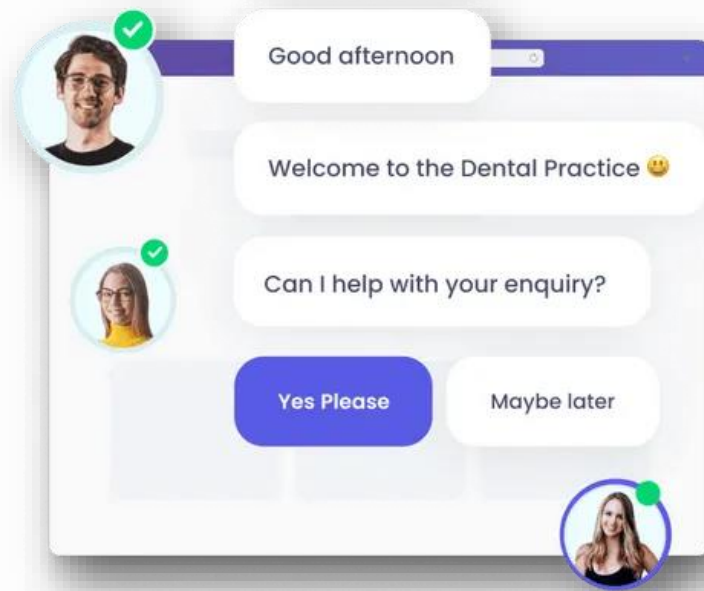 Good afternoon
Welcome to the Dental Practice 😃
Can I help with your enquiry?
Yes Please
Maybe later